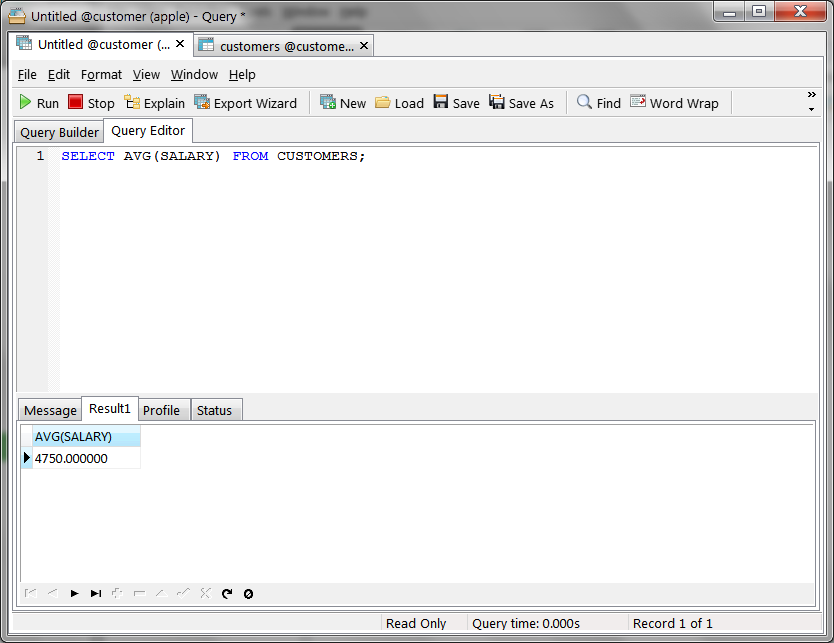 Untitled @customer (apple) - Query *
Untitled @customer (... customers @custome...
File Edit Format View Window Help
Run Stop Explain Export Wizard New Load Save Save As Find Word Wrap
Query Builder Query Editor
1 SELECT AVG(SALARY) FROM CUSTOMERS;
Message Result1 Profile Status
AVG(SALARY)
4750.000000
Read Only Query time: 0.000s Record 1 of 1